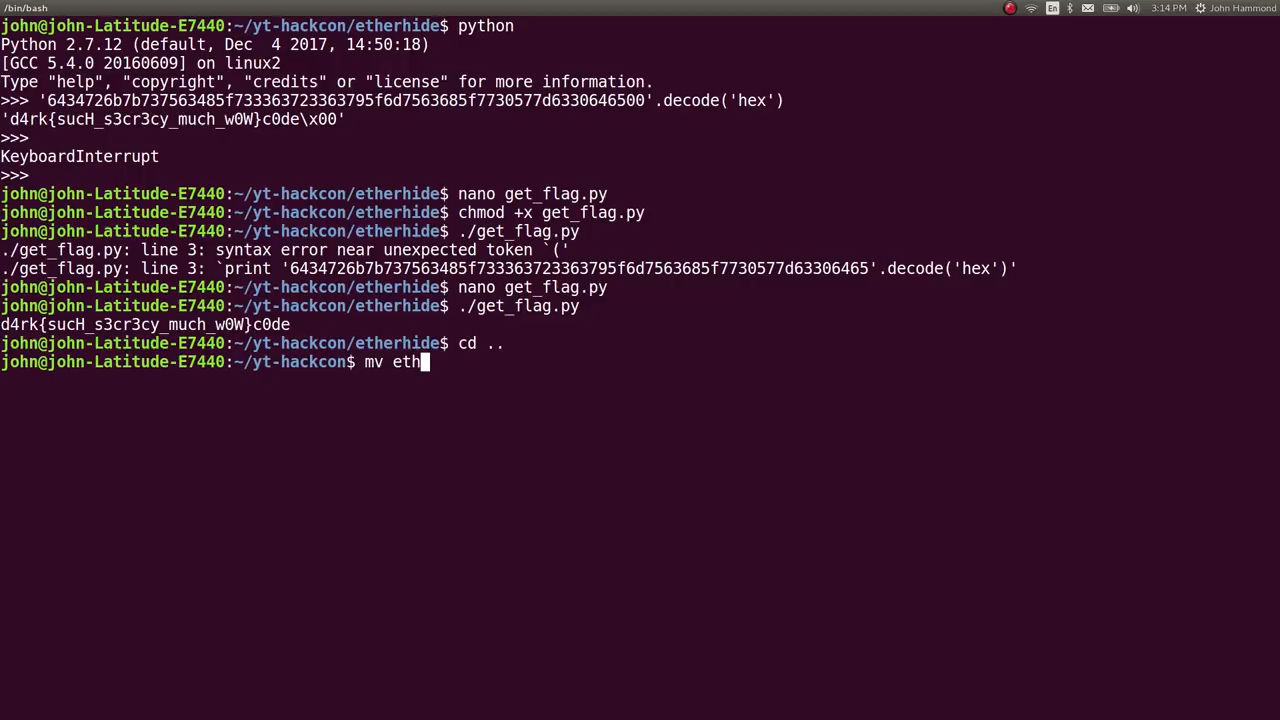 /bin/bash
En
3:14 PM
John Hammond
john@john-Latitude-E7440:~/yt-hackcon/etherhide$ python
Python 2.7.12 (default, Dec  4 2017, 14:50:18)
[GCC 5.4.0 20160609] on linux2
Type "help", "copyright", "credits" or "license" for more information.
>>> '6434726b7b737563485f733363723363795f6d7563685f7730577d6330646500'.decode('hex')
'd4rk{sucH_s3cr3cy_much_w0W}c0de\x00'
>>>
KeyboardInterrupt
>>>
john@john-Latitude-E7440:~/yt-hackcon/etherhide$ nano get_flag.py
john@john-Latitude-E7440:~/yt-hackcon/etherhide$ chmod +x get_flag.py
john@john-Latitude-E7440:~/yt-hackcon/etherhide$ ./get_flag.py
./get_flag.py: line 3: syntax error near unexpected token `('
./get_flag.py: line 3: `print '6434726b7b737563485f733363723363795f6d7563685f7730577d63306465'.decode('hex')'
john@john-Latitude-E7440:~/yt-hackcon/etherhide$ nano get_flag.py
john@john-Latitude-E7440:~/yt-hackcon/etherhide$ ./get_flag.py
d4rk{sucH_s3cr3cy_much_w0W}c0de
john@john-Latitude-E7440:~/yt-hackcon/etherhide$ cd ..
john@john-Latitude-E7440:~/yt-hackcon$ mv eth